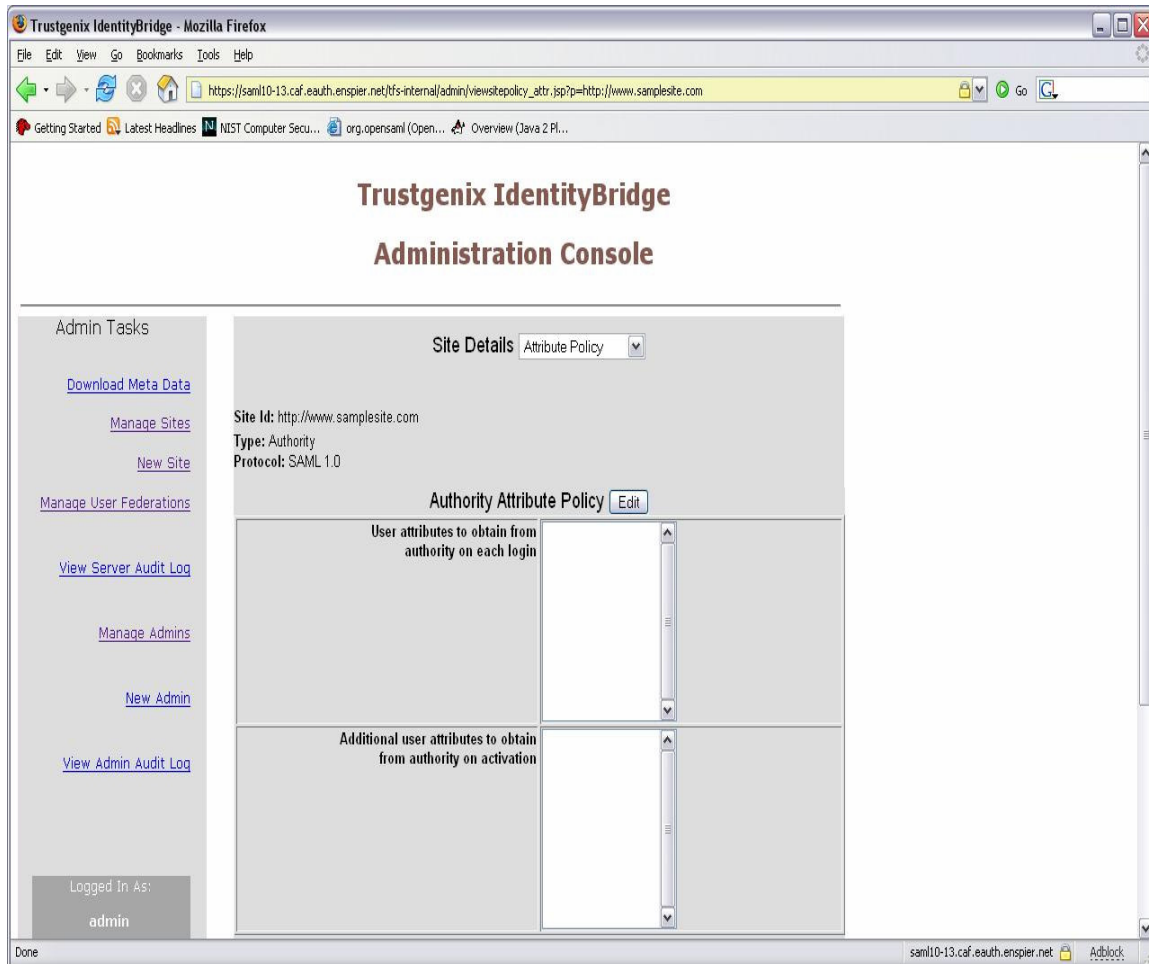 Trustgenix IdentityBridge - Mozilla Firefox
File Edit View Go Bookmarks Tools Help
https://saml10-13.caf.eauth.enspier.net/tfs-internal/admin/viewsitepolicy_attr.jsp?p=http://www.samplesite.com
Go
Getting Started Latest Headlines NIST Computer Secu... org.opensaml (Open... Overview (Java 2 Pl...
Trustgenix IdentityBridge
Administration Console
Admin Tasks
Download Meta Data
Manage Sites
New Site
Manage User Federations
View Server Audit Log
Manage Admins
New Admin
View Admin Audit Log
Logged In As:
admin
Site Details Attribute Policy
Site Id: http://www.samplesite.com
Type: Authority
Protocol: SAML 1.0
Authority Attribute Policy Edit
User attributes to obtain from
authority on each login
Additional user attributes to obtain
from authority on activation
Done
saml10-13.caf.eauth.enspier.net Adblock